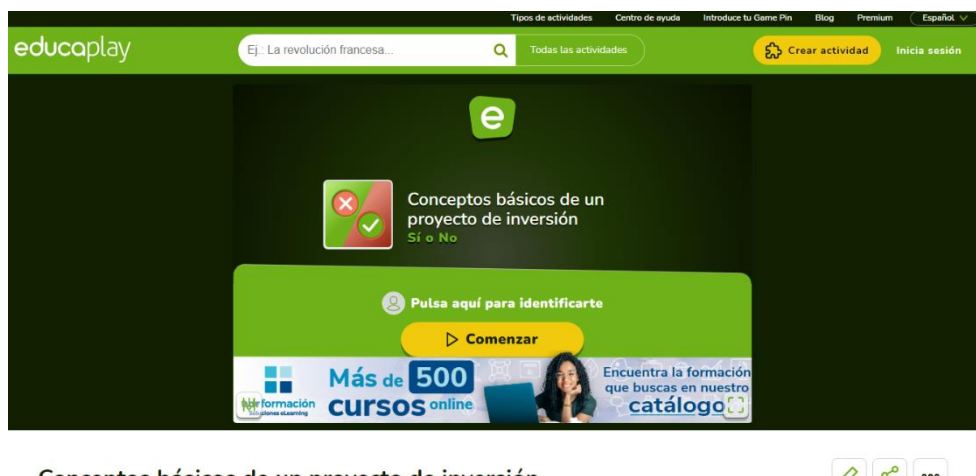 Tipos de actividades Centro de ayuda Introduce tu Game Pin Blog Premium Español
educaplay Ej.: La revolución francesa... Todas las actividades Crear actividad Inicia sesión
e
Conceptos básicos de un
proyecto de inversión
Sí o No
Pulsa aquí para identificarte
Comenzar
Más de 500
cursos online
formación
Encuentra la formación
que buscas en nuestro
catálogo
Conceptos básicos de un proyecto de inversión